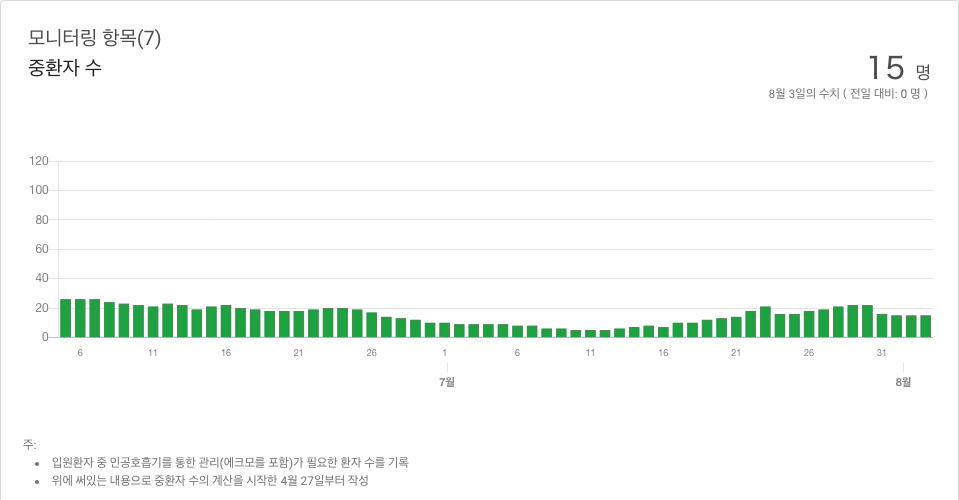 모니터링 항목(7)
중환자 수
15 명
8월 3일의 수치 ( 전일 대비: 0 명 )
120
100
80
60
40
20
0
6 11 16 21 26 1 6 11 16 21 26 31
7월 8월
주:
• 입원환자 중 인공호흡기를 통한 관리(에크모를 포함)가 필요한 환자 수를 기록
• 위에 써있는 내용으로 중환자 수의 계산을 시작한 4월 27일부터 작성